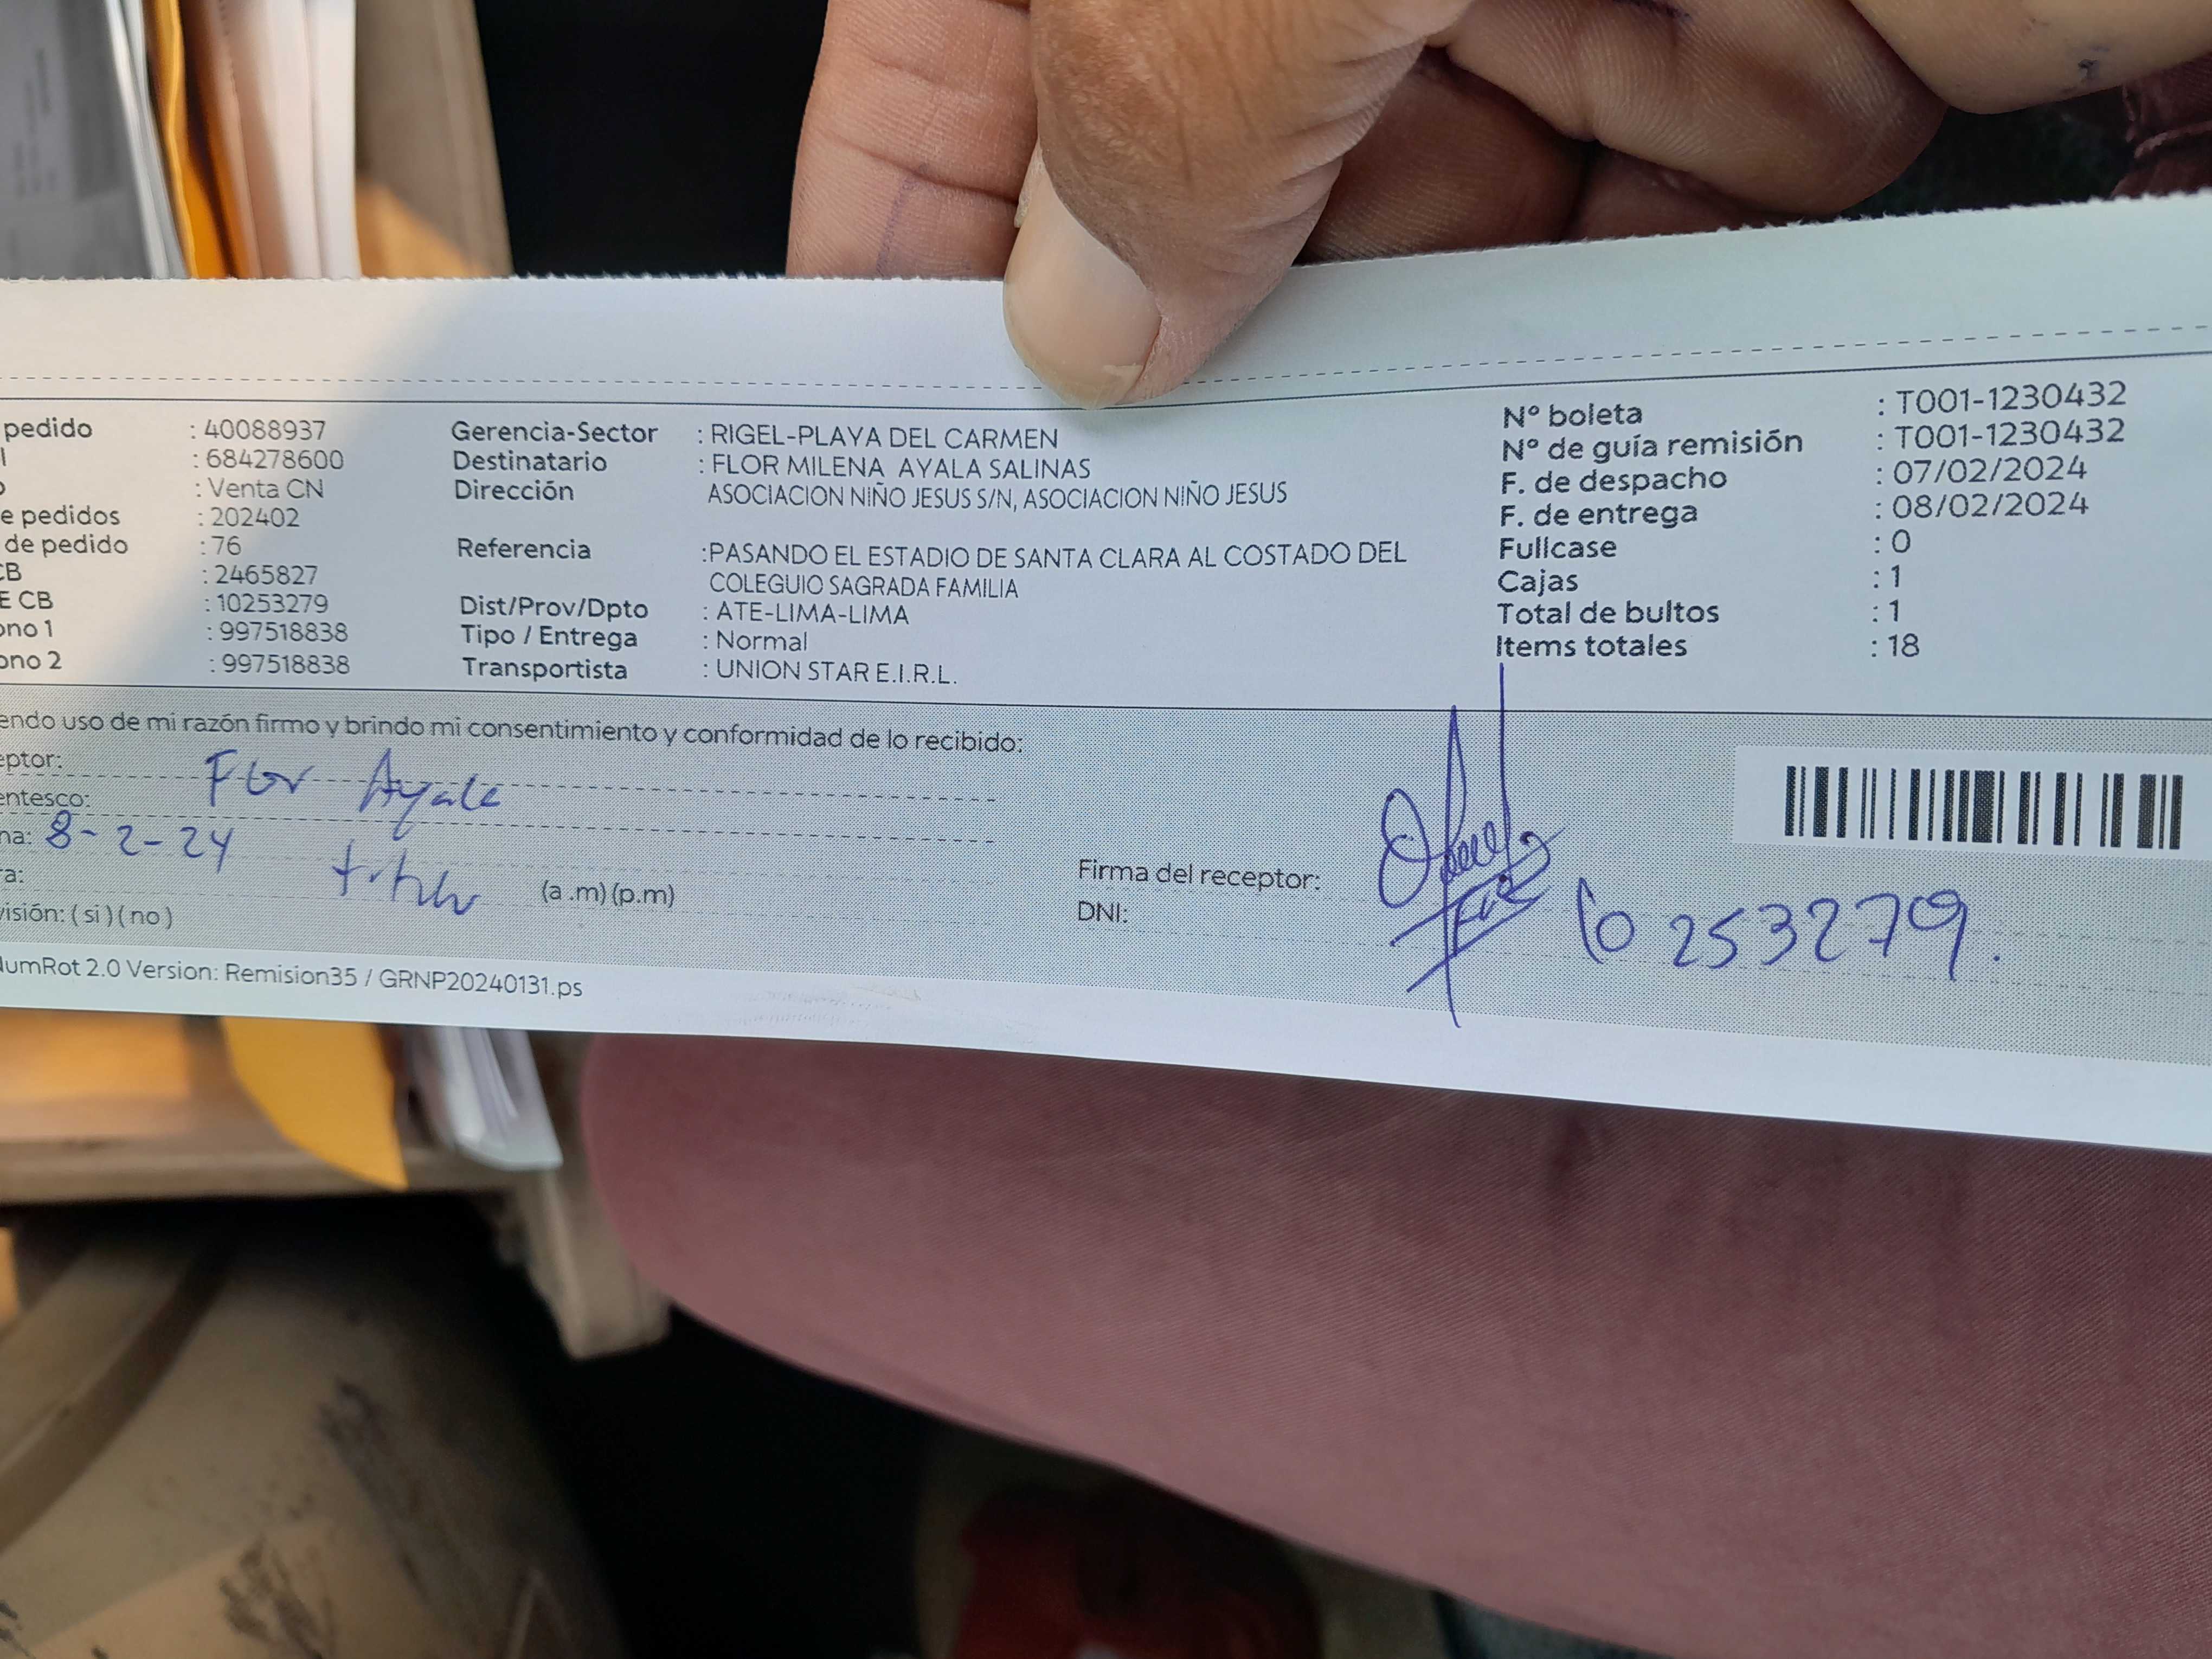 pedido : 40088937 Gerencia-Sector : RIGEL-PLAYA DEL CARMEN Nº boleta : T001-1230432
l : 684278600 Destinatario : FLOR MILENA AYALA SALINAS Nº de guía remisión : T001-1230432
o : Venta CN Dirección ASOCIACION NIÑO JESUS S/N, ASOCIACION NIÑO JESUS F. de despacho : 07/02/2024
e pedidos : 202402 F. de entrega : 08/02/2024
de pedido : 76 Referencia :PASANDO EL ESTADIO DE SANTA CLARA AL COSTADO DEL Fullcase : 0
CB : 2465827 COLEGUIO SAGRADA FAMILIA Cajas : 1
E CB : 10253279 Dist/Prov/Dpto : ATE-LIMA-LIMA Total de bultos : 1
ono 1 : 997518838 Tipo / Entrega : Normal Items totales : 18
ono 2 : 997518838 Transportista : UNION STAR E.I.R.L.
endo uso de mi razón firmo y brindo mi consentimiento y conformidad de lo recibido:
eptor: Flor Ayala
entesco:
ha: 8-2-24
ra: (a .m) (p.m) Firma del receptor:
visión: ( si ) ( no ) DNI: 10253279.
NumRot 2.0 Version: Remision35 / GRNP20240131.ps